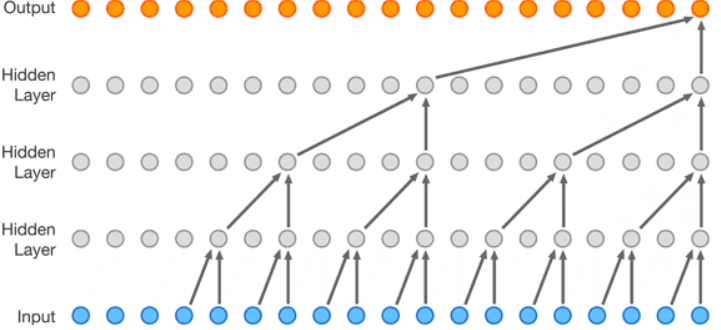 Output
Hidden
Layer
Hidden
Layer
Hidden
Layer
Input